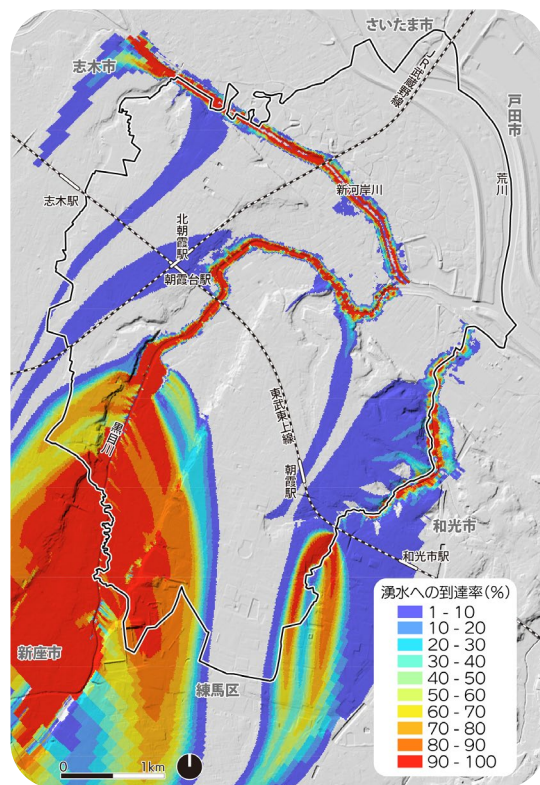 さいたま市
志木市
JR武蔵野線
戸田市
荒川
新河岸川
志木駅
北朝霞駅
朝霞台駅
東武東上線
黒目川
朝霞駅
和光市
和光市駅
新座市
練馬区
湧水への到達率(%)
1 - 10
10 - 20
20 - 30
30 - 40
40 - 50
50 - 60
60 - 70
70 - 80
80 - 90
90 - 100
0 1km